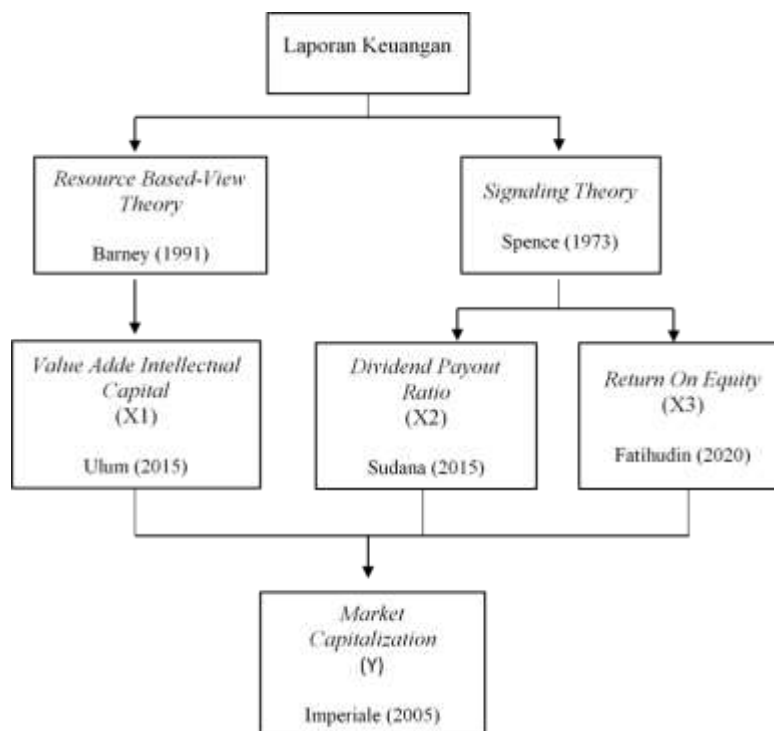 Laporan Keuangan
Resource Based-View
Theory
Barney (1991)
Signaling Theory
Spence (1973)
Value Adde Intellectual
Capital
(X1)
Ulum (2015)
Dividend Payout
Ratio
(X2)
Sudana (2015)
Return On Equity
(X3)
Fatihudin (2020)
Market
Capitalization
(Y)
Imperiale (2005)